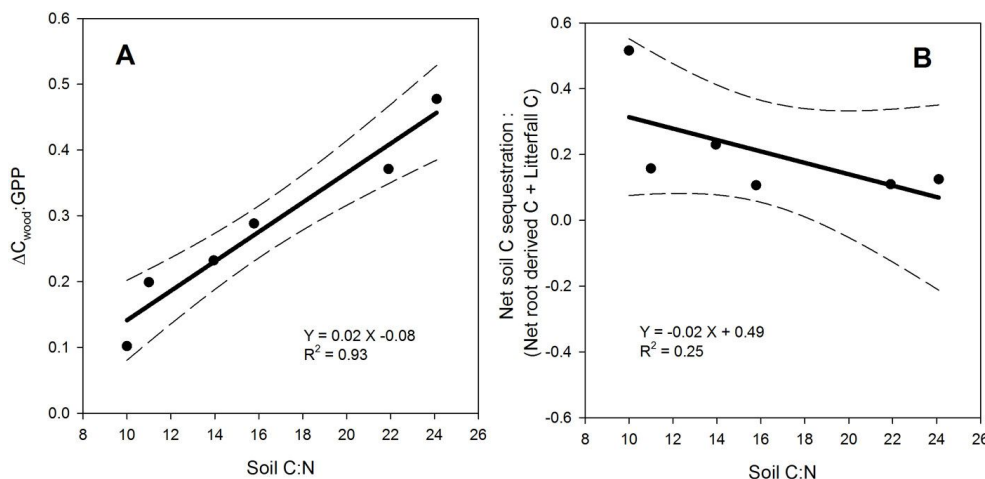 A
ΔC_wood:GPP
0.6
0.5
0.4
0.3
0.2
0.1
0.0
Y = 0.02 X -0.08
R² = 0.93
8 10 12 14 16 18 20 22 24 26
Soil C:N
B
Net soil C sequestration :
(Net root derived C + Litterfall C)
0.6
0.4
0.2
0.0
-0.2
-0.4
-0.6
Y = -0.02 X + 0.49
R² = 0.25
8 10 12 14 16 18 20 22 24 26
Soil C:N